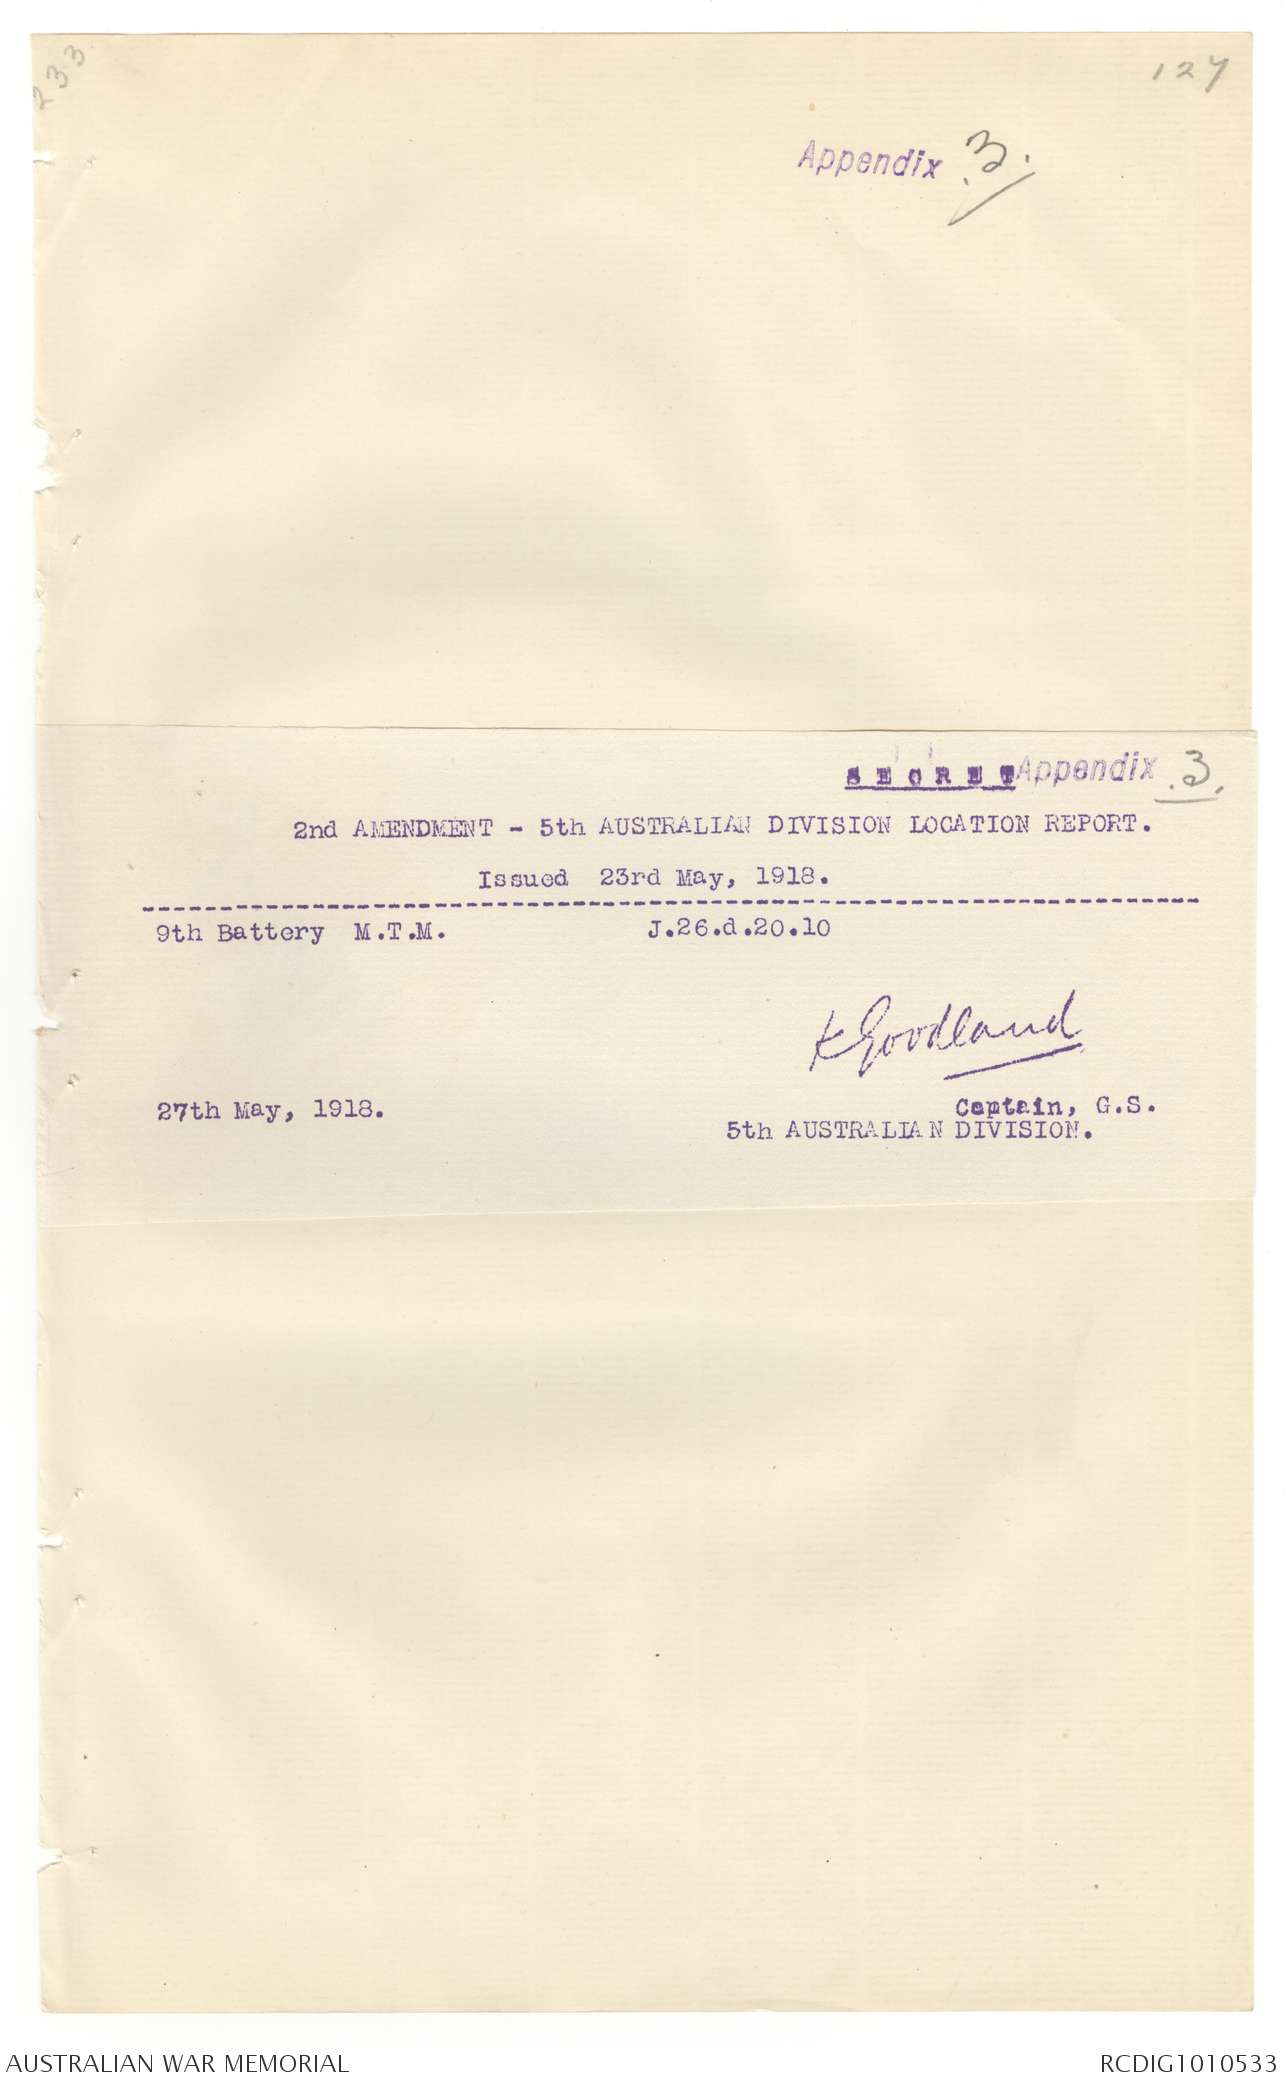 233
127
Appendix 3.
SECRET Appendix 3.
2nd AMENDMENT - 5th AUSTRALIAN DIVISION LOCATION REPORT.
Issued 23rd May, 1918.
9th Battery M.T.M. J.26.d.20.10
K Goodland
27th May, 1918. Captain, G.S.
5th AUSTRALIAN DIVISION.
AUSTRALIAN WAR MEMORIAL RCDIG1010533